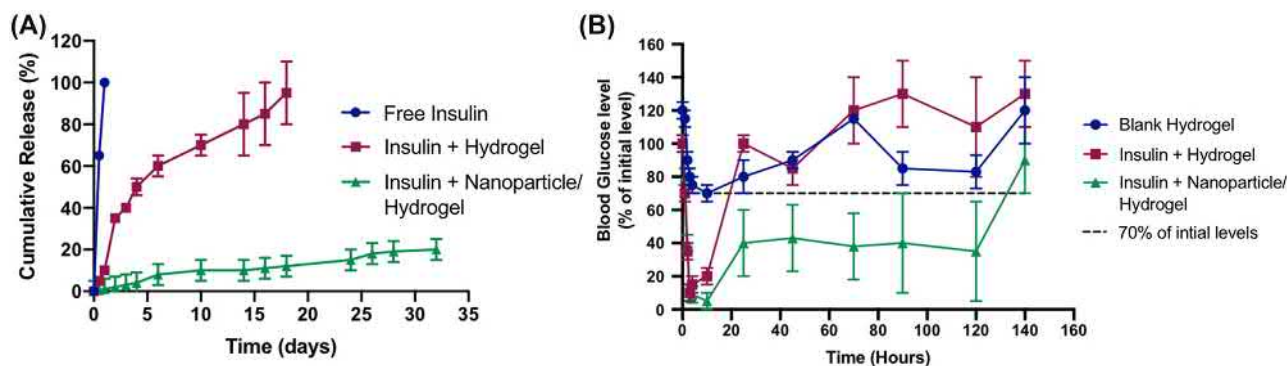 (A)
120
100
80
60
40
20
0
Cumulative Release (%)
0 5 10 15 20 25 30 35
Time (days)
Free Insulin
Insulin + Hydrogel
Insulin + Nanoparticle/
Hydrogel
(B)
160
140
120
100
80
60
40
20
0
Blood Glucose level
(% of initial level)
0 20 40 60 80 100 120 140 160
Time (Hours)
Blank Hydrogel
Insulin + Hydrogel
Insulin + Nanoparticle/
Hydrogel
70% of intial levels